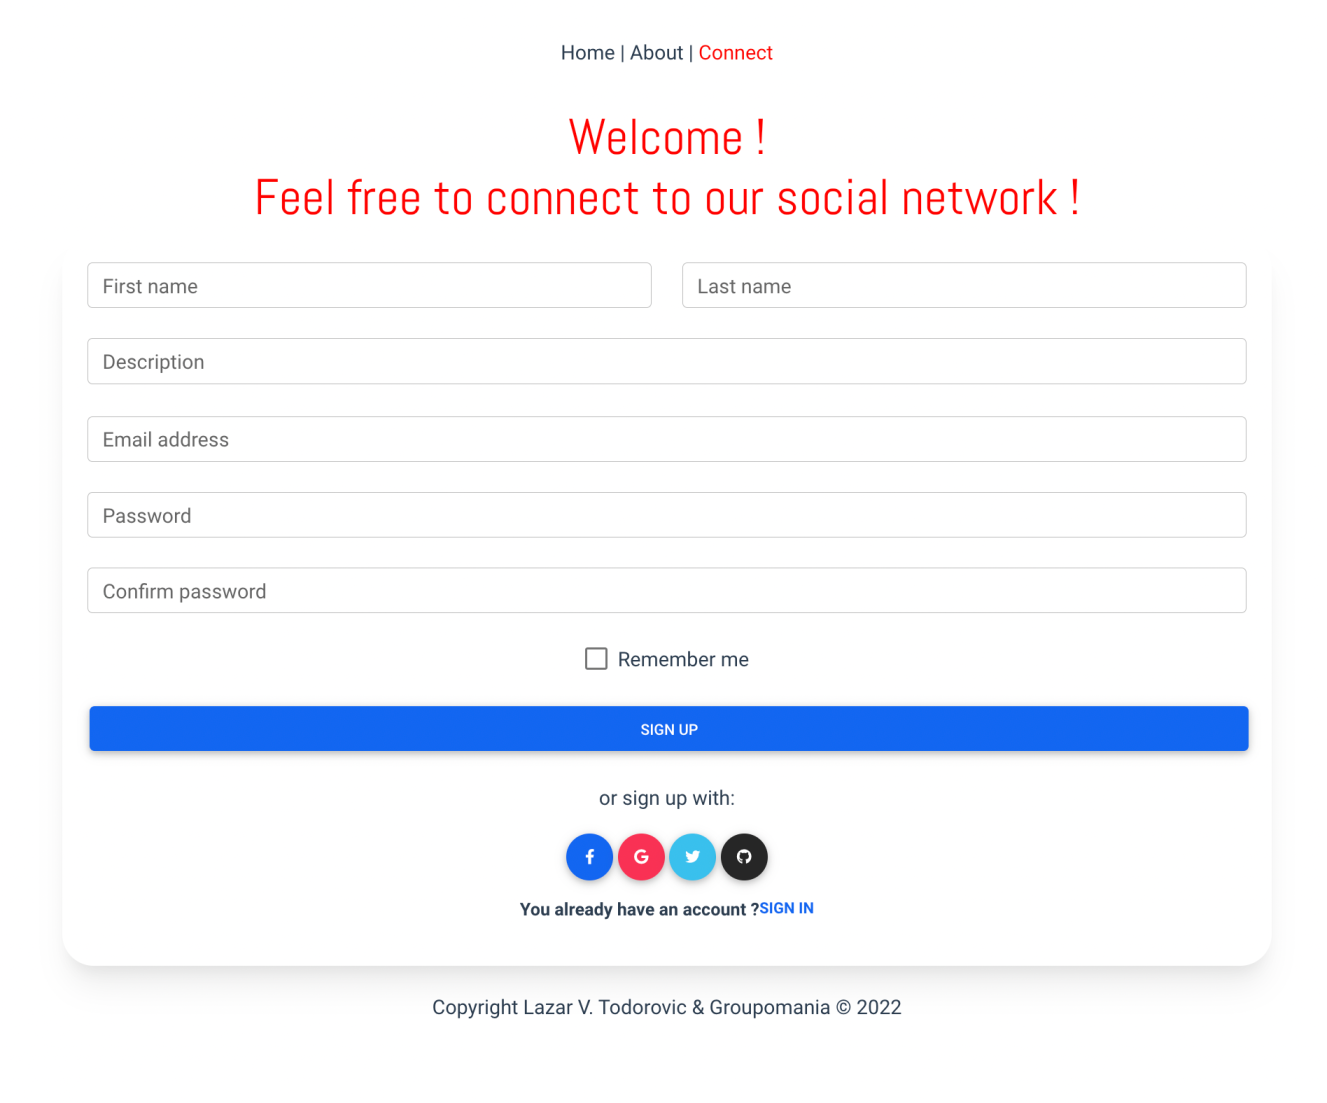 Home | About | Connect
Welcome !
Feel free to connect to our social network !
First name
Last name
Description
Email address
Password
Confirm password
Remember me
SIGN UP
or sign up with:
You already have an account ?SIGN IN
Copyright Lazar V. Todorovic & Groupomania © 2022